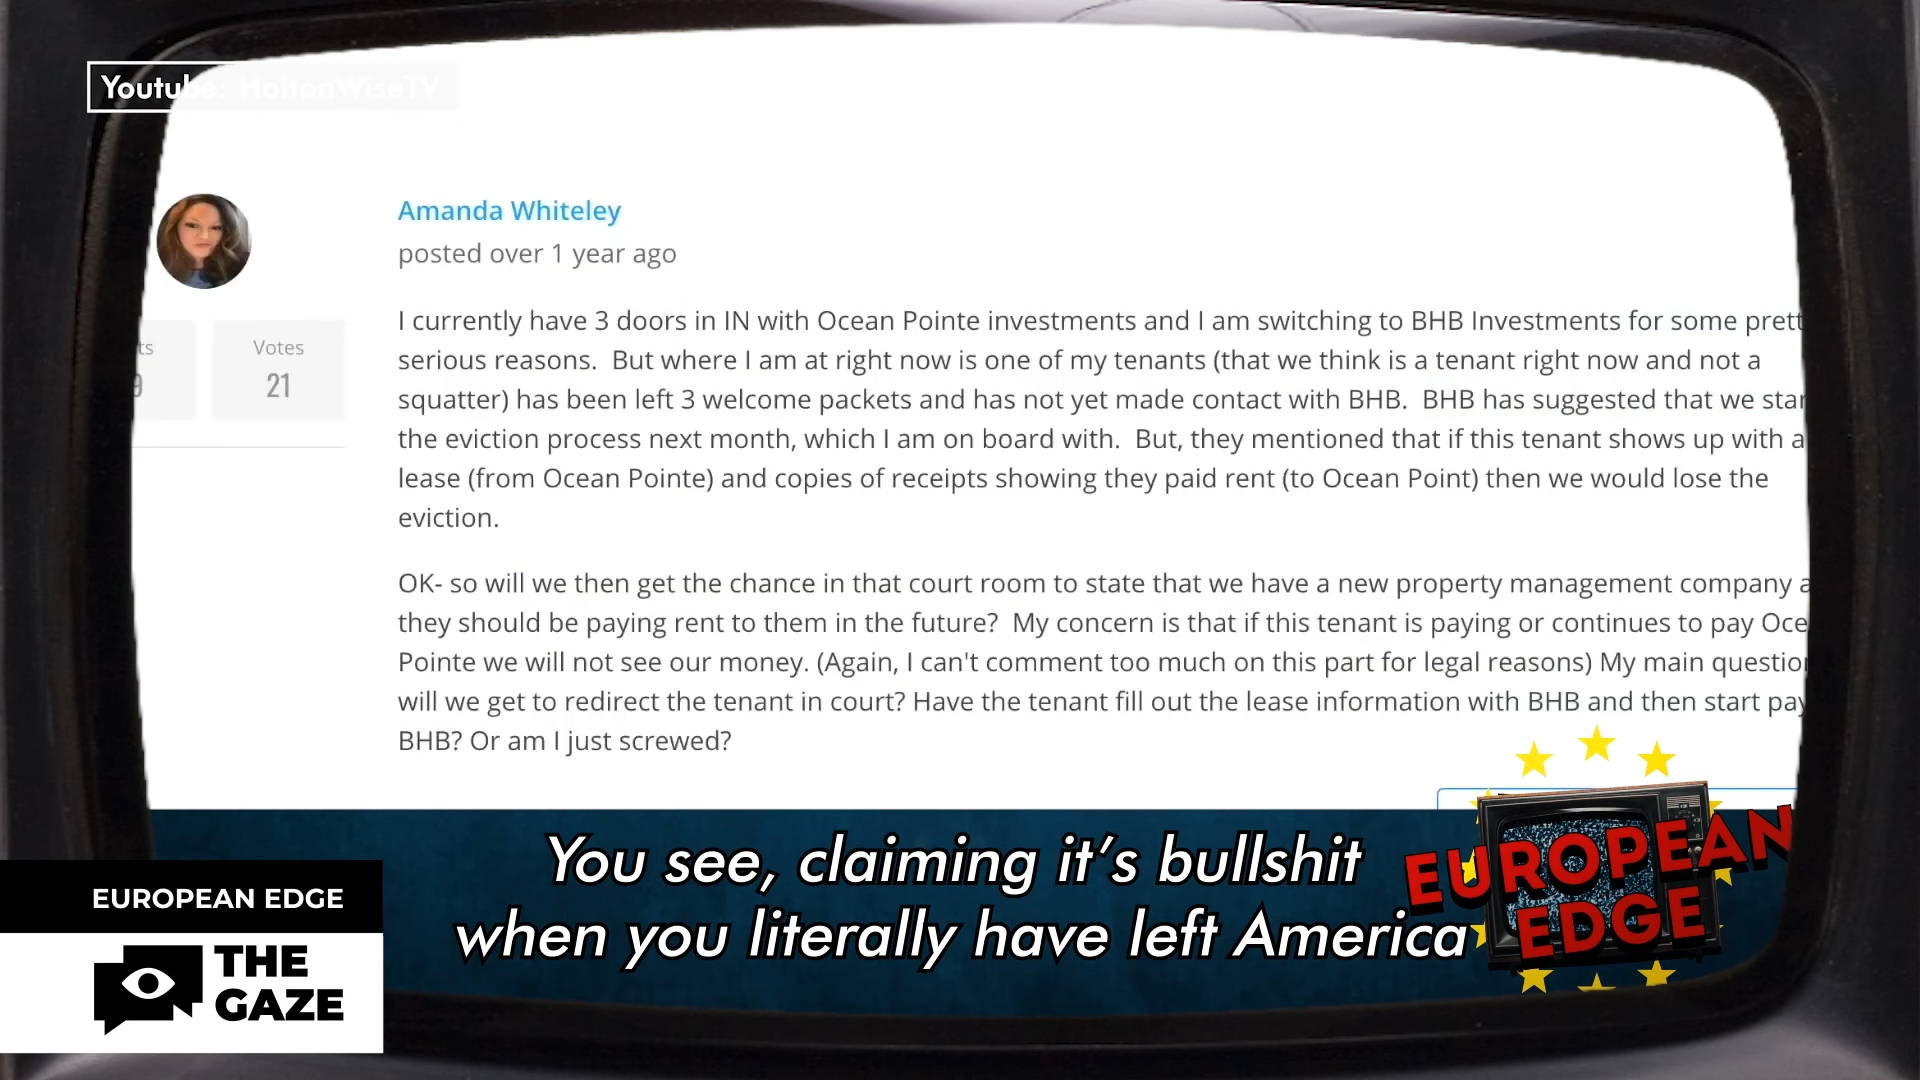 Youtube: HoltonWiseTV
Amanda Whiteley
posted over 1 year ago
Votes
21
I currently have 3 doors in IN with Ocean Pointe investments and I am switching to BHB Investments for some prett
serious reasons. But where I am at right now is one of my tenants (that we think is a tenant right now and not a
squatter) has been left 3 welcome packets and has not yet made contact with BHB. BHB has suggested that we star
the eviction process next month, which I am on board with. But, they mentioned that if this tenant shows up with a
lease (from Ocean Pointe) and copies of receipts showing they paid rent (to Ocean Point) then we would lose the
eviction.
OK- so will we then get the chance in that court room to state that we have a new property management company a
they should be paying rent to them in the future? My concern is that if this tenant is paying or continues to pay Oce
Pointe we will not see our money. (Again, I can't comment too much on this part for legal reasons) My main question
will we get to redirect the tenant in court? Have the tenant fill out the lease information with BHB and then start pay
BHB? Or am I just screwed?
You see, claiming it's bullshit
when you literally have left America
EUROPEAN
EDGE
EUROPEAN EDGE
THE
GAZE